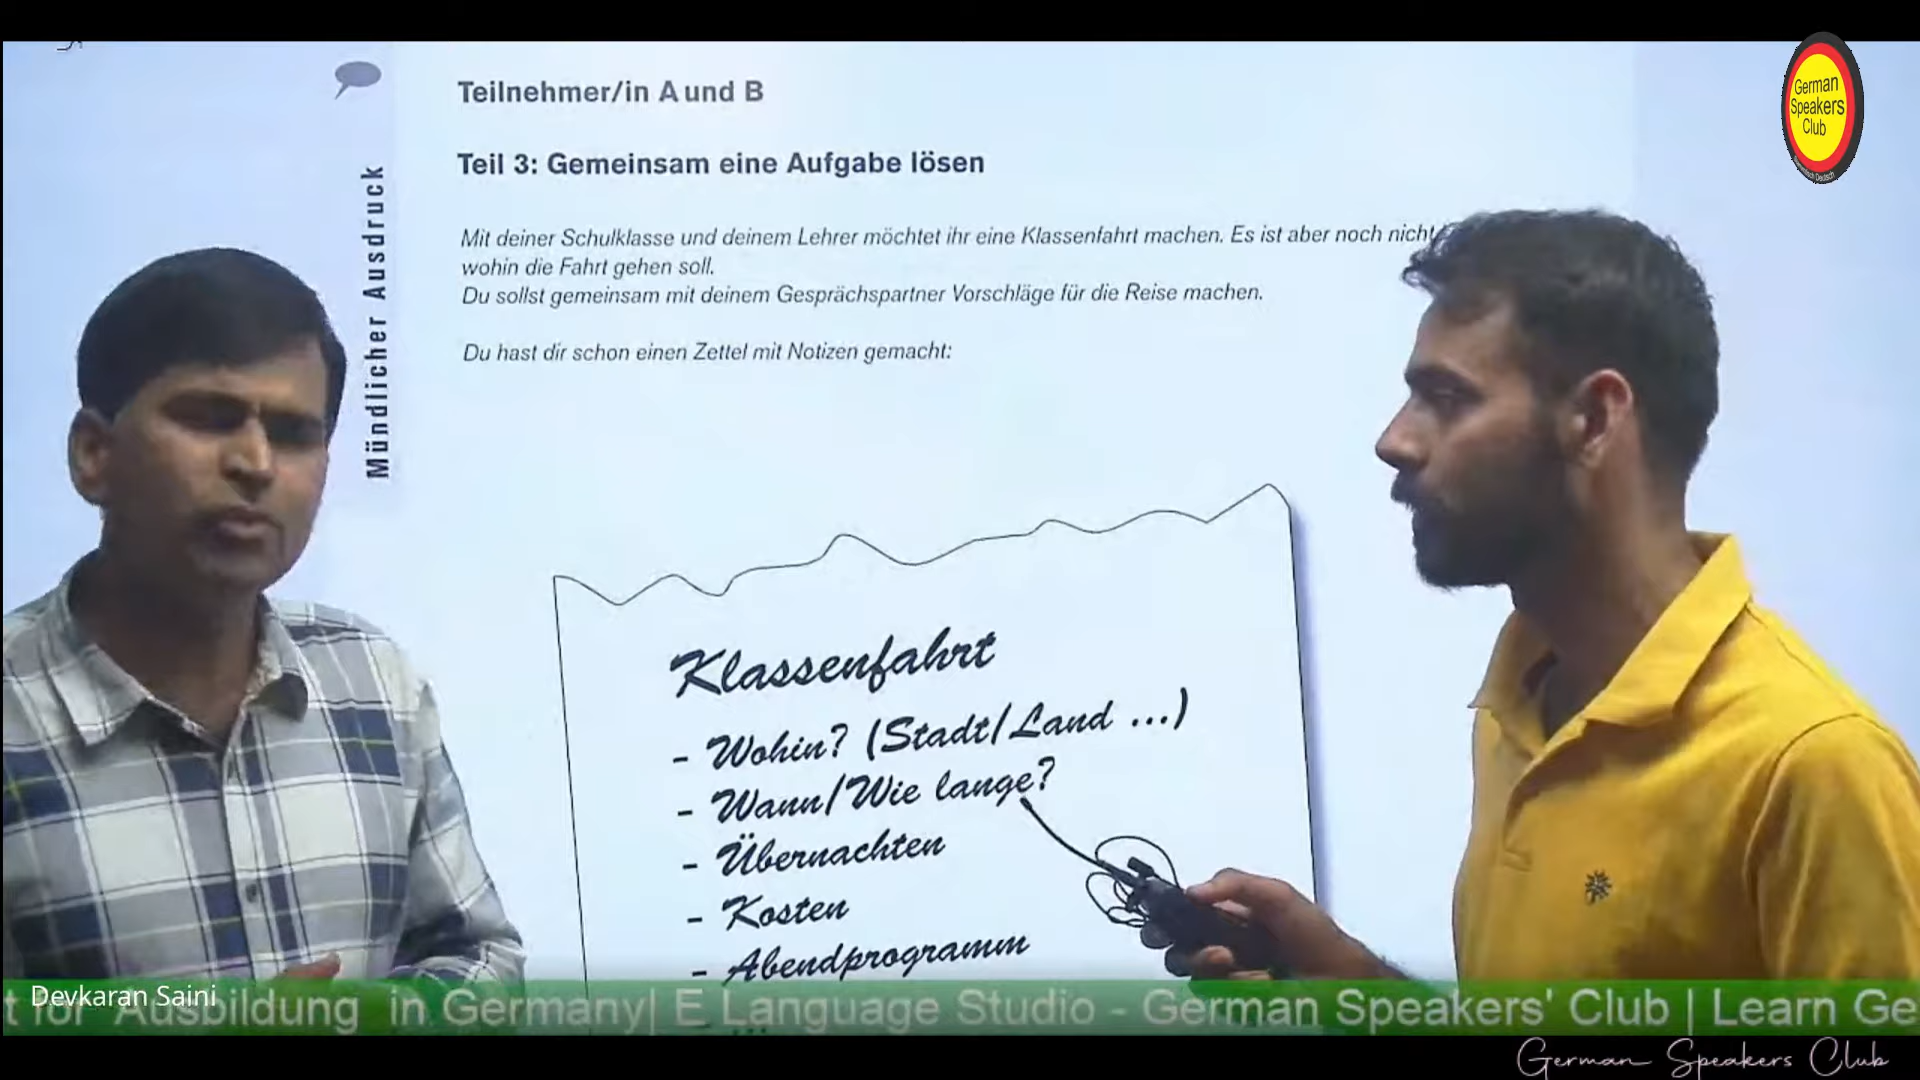 Teilnehmer/in A und B
Teil 3: Gemeinsam eine Aufgabe lösen
Mündlicher Ausdruck
Mit deiner Schulklasse und deinem Lehrer möchtet ihr eine Klassenfahrt machen. Es ist aber noch nicht
wohin die Fahrt gehen soll.
Du sollst gemeinsam mit deinem Gesprächspartner Vorschläge für die Reise machen.
Du hast dir schon einen Zettel mit Notizen gemacht:
Klassenfahrt
- Wohin? (Stadt/Land ...)
- Wann/Wie lange?
- Übernachten
- Kosten
- Abendprogramm
German
Speakers
Club
Devkaran Saini
t for Ausbildung in Germany| E Language Studio - German Speakers' Club | Learn Ge
German Speakers Club